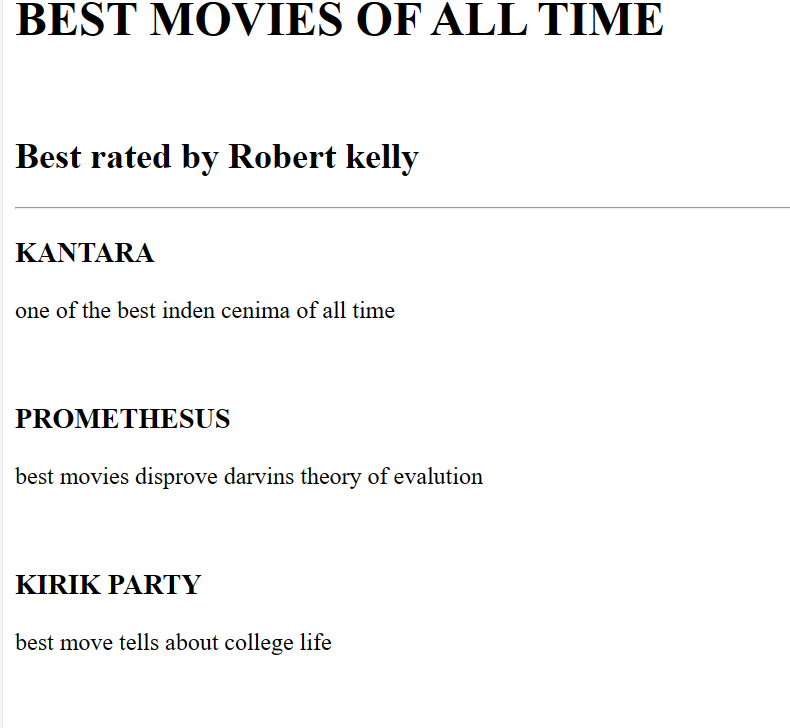 BEST MOVIES OF ALL TIME
Best rated by Robert kelly
KANTARA
one of the best inden cenima of all time
PROMETHESUS
best movies disprove darvins theory of evalution
KIRIK PARTY
best move tells about college life